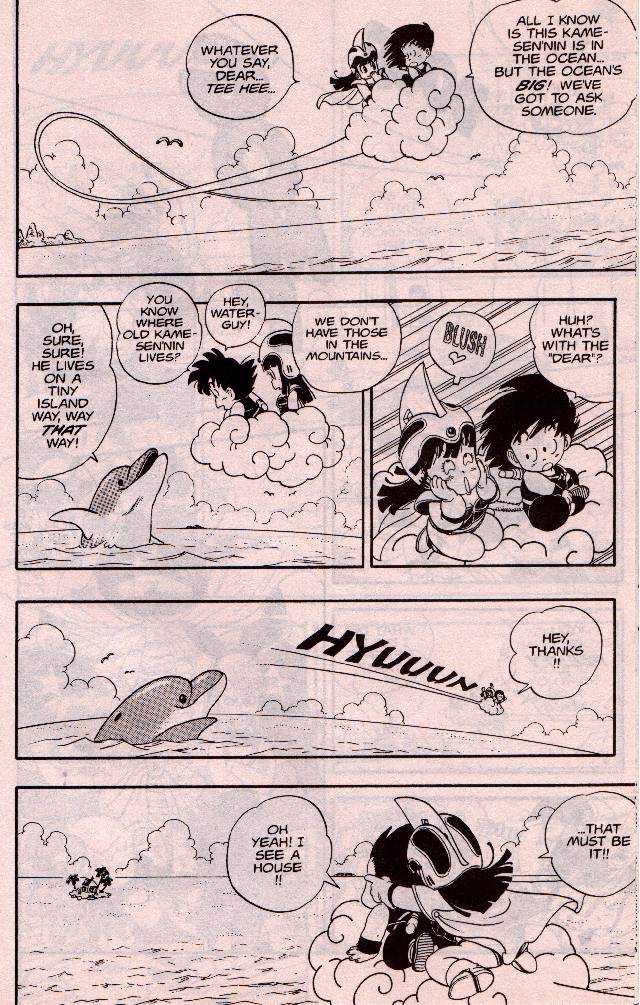 ALL I KNOW
IS THIS KAME-
SEN'NIN IS IN
THE OCEAN...
BUT THE OCEAN'S
BIG! WE'VE
GOT TO ASK
SOMEONE.
WHATEVER
YOU SAY,
DEAR...
TEE HEE...
HUH?
WHAT'S
WITH THE
"DEAR"?
BLUSH
WE DON'T
HAVE THOSE
IN THE
MOUNTAINS...
HEY,
WATER-
GUY!
YOU
KNOW
WHERE
OLD KAME-
SEN'NIN
LIVES?
OH,
SURE,
SURE!
HE LIVES
ON A
TINY
ISLAND
WAY, WAY
THAT
WAY!
HEY,
THANKS
!!
HYUUUN
...THAT
MUST BE
IT!!
OH
YEAH! I
SEE A
HOUSE
!!